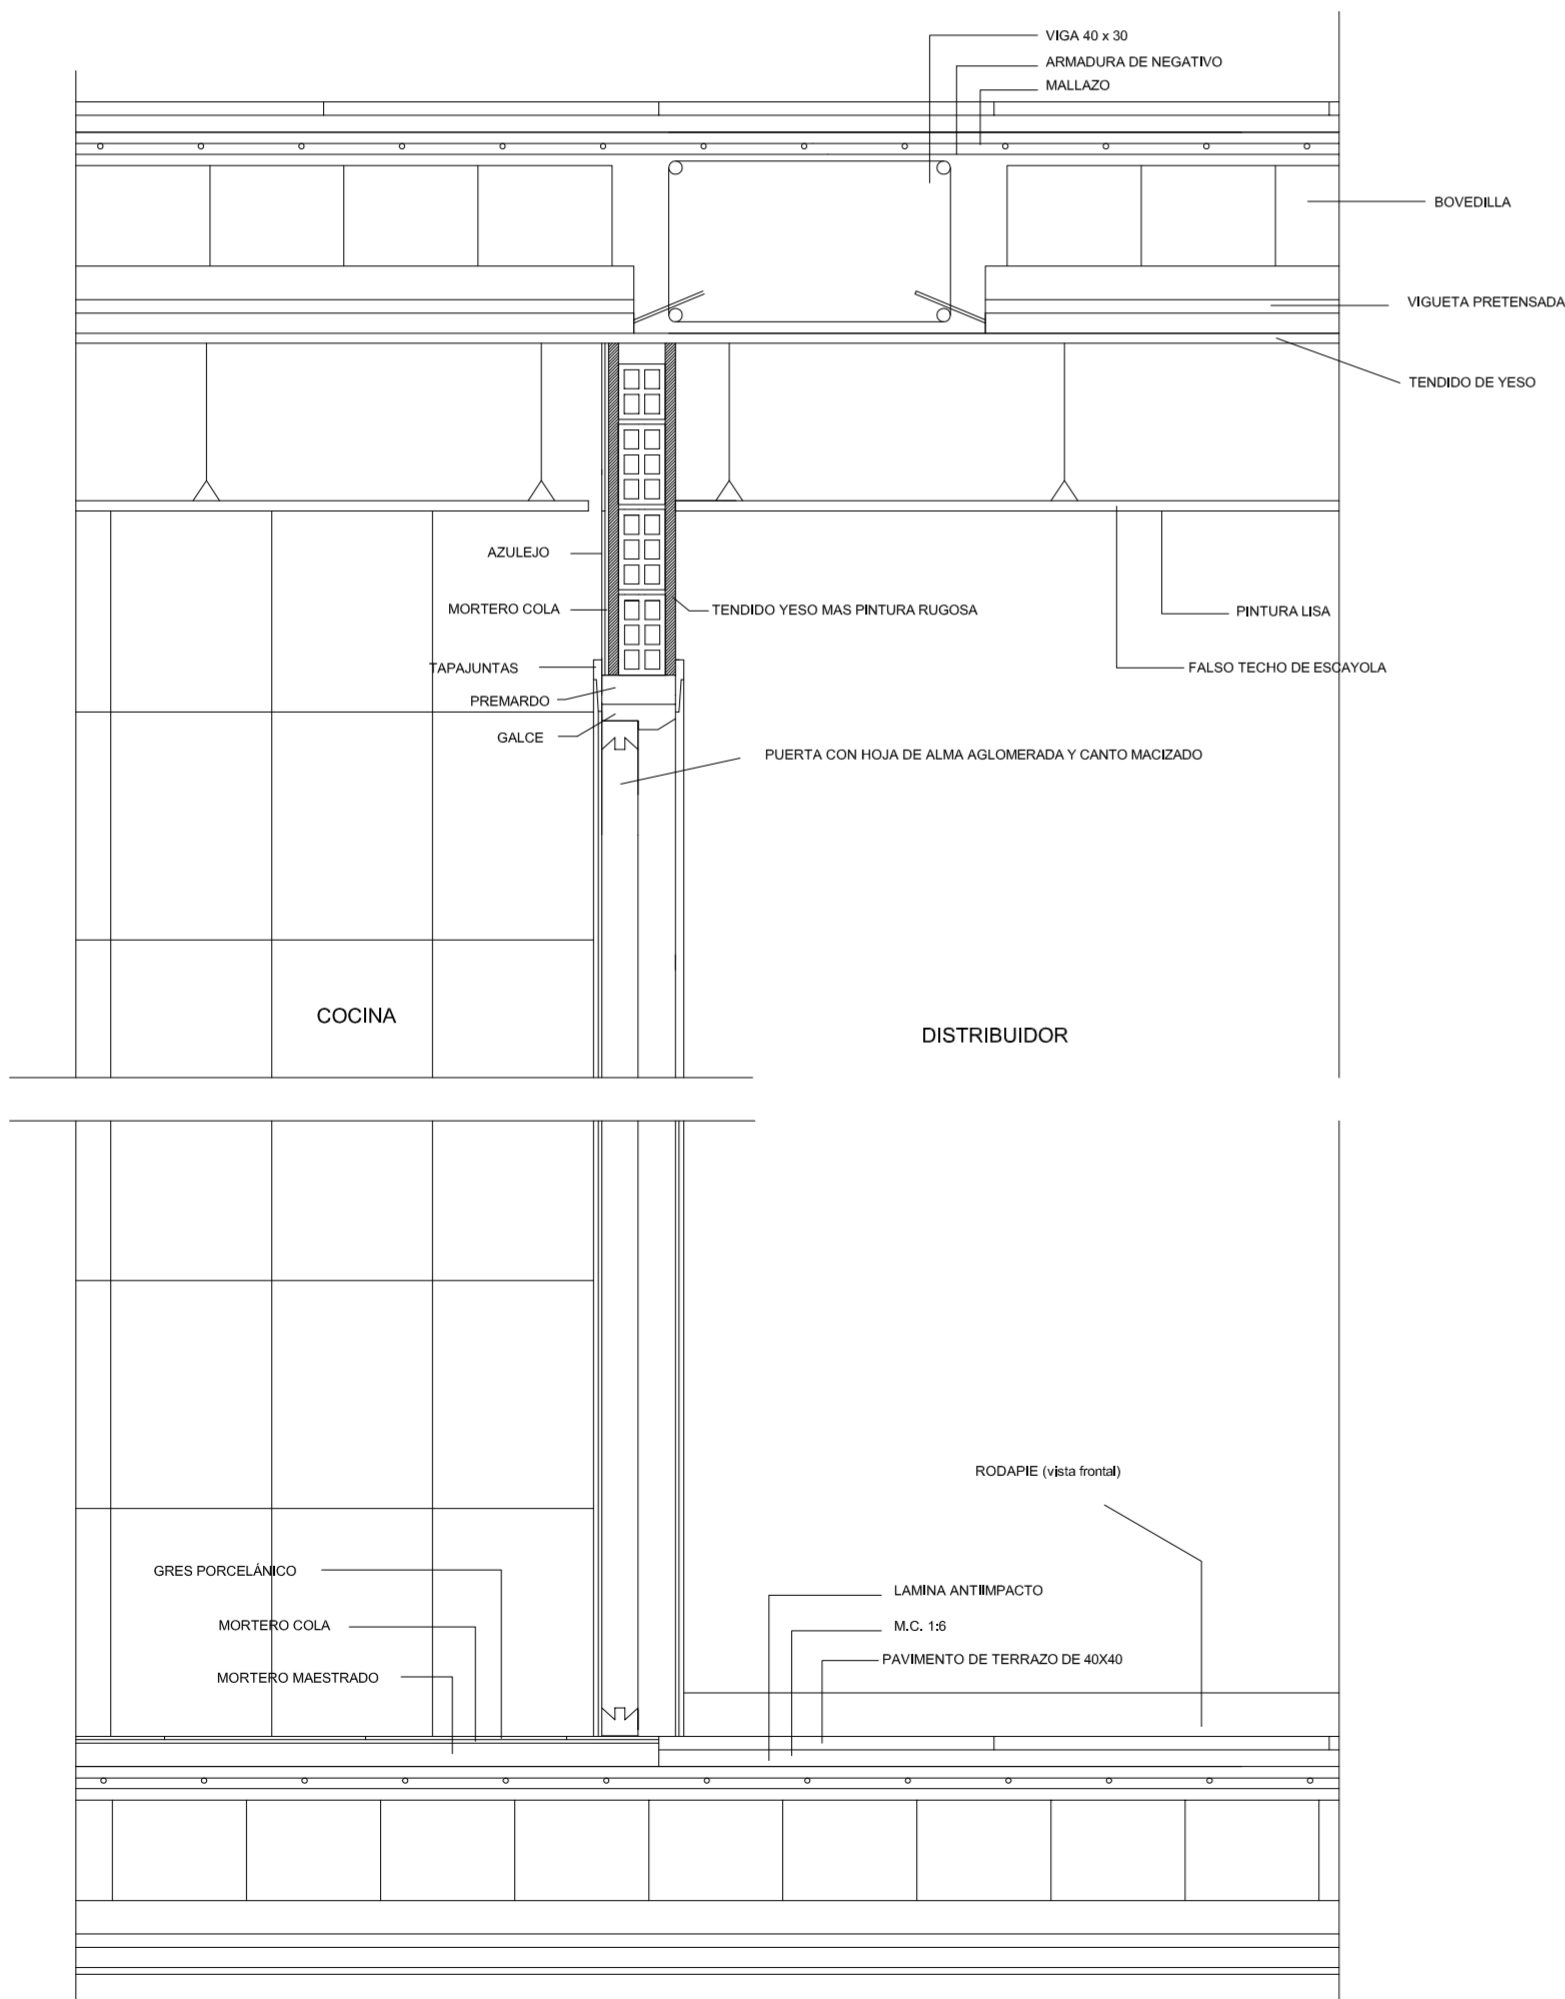 VIGA 40 x 30
ARMADURA DE NEGATIVO
MALLAZO
BOVEDILLA
VIGUETA PRETENSADA
TENDIDO DE YESO
AZULEJO
MORTERO COLA
TENDIDO YESO MAS PINTURA RUGOSA
PINTURA LISA
TAPAJUNTAS
FALSO TECHO DE ESCAYOLA
PREMARDO
GALCE
PUERTA CON HOJA DE ALMA AGLOMERADA Y CANTO MACIZADO
COCINA
DISTRIBUIDOR
RODAPIE (vista frontal)
GRES PORCELÁNICO
LAMINA ANTIIMPACTO
MORTERO COLA
M.C. 1:6
PAVIMENTO DE TERRAZO DE 40X40
MORTERO MAESTRADO